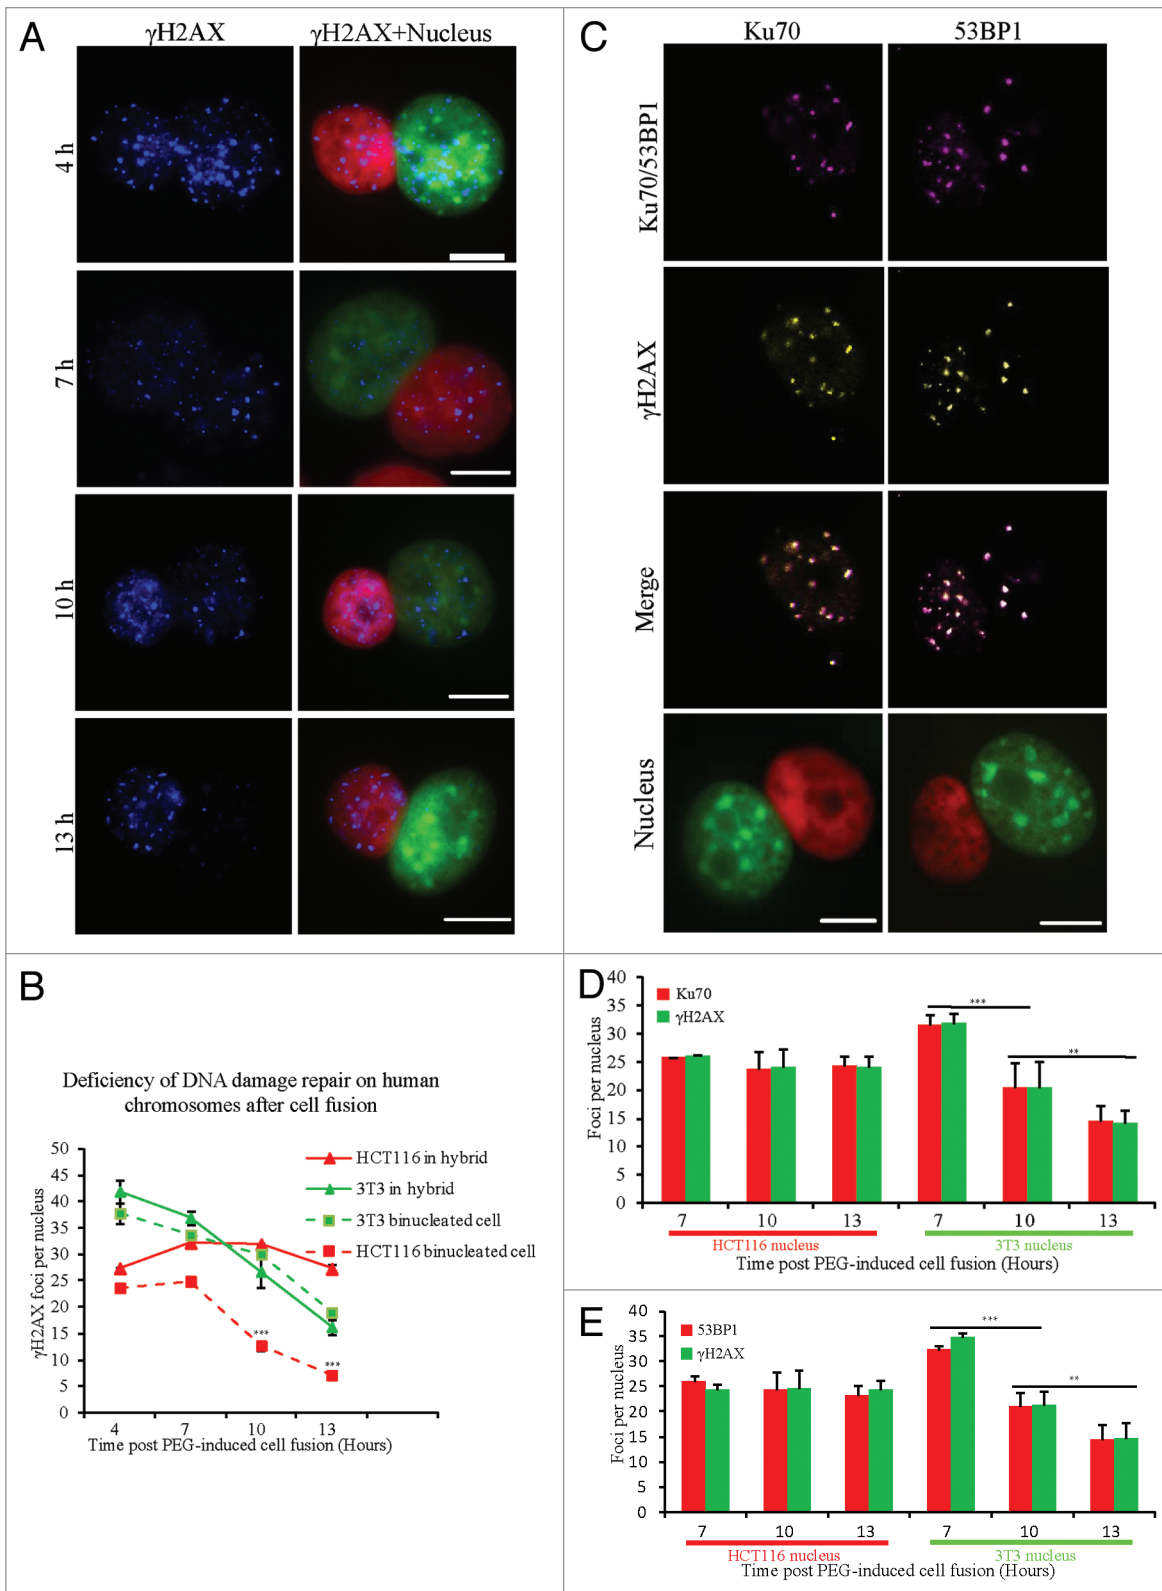 A
γH2AX
γH2AX+Nucleus
4 h
7 h
10 h
13 h
C
Ku70
53BP1
Ku70/53BP1
γH2AX
Merge
Nucleus
B
Deficiency of DNA damage repair on human
chromosomes after cell fusion
γH2AX foci per nucleus
50
45
40
35
30
25
20
15
10
5
0
HCT116 in hybrid
3T3 in hybrid
3T3 binucleated cell
HCT116 binucleated cell
***
***
4 7 10 13
Time post PEG-induced cell fusion (Hours)
D
Foci per nucleus
40
35
30
25
20
15
10
5
0
Ku70
γH2AX
***
**
7 10 13 7 10 13
HCT116 nucleus 3T3 nucleus
Time post PEG-induced cell fusion (Hours)
E
Foci per nucleus
40
35
30
25
20
15
10
5
0
53BP1
γH2AX
***
**
7 10 13 7 10 13
HCT116 nucleus 3T3 nucleus
Time post PEG-induced cell fusion (Hours)